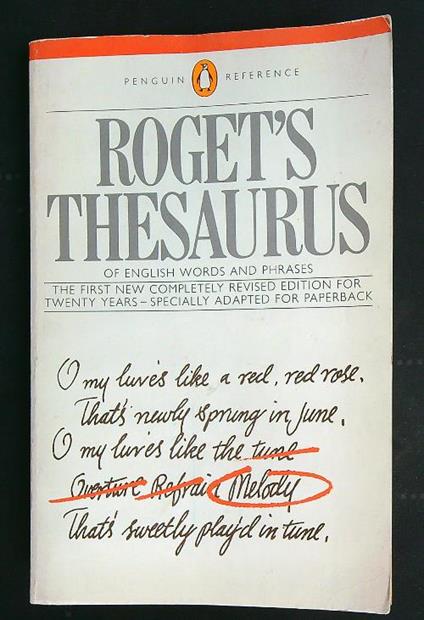 PENGUIN REFERENCE
ROGET'S
THESAURUS
OF ENGLISH WORDS AND PHRASES
THE FIRST NEW COMPLETELY REVISED EDITION FOR
TWENTY YEARS – SPECIALLY ADAPTED FOR PAPERBACK
O my luve's like a red, red rose.
That's newly sprung in June.
O my luve's like the tune
Overture Refrain Melody
That's sweetly play'd in tune.